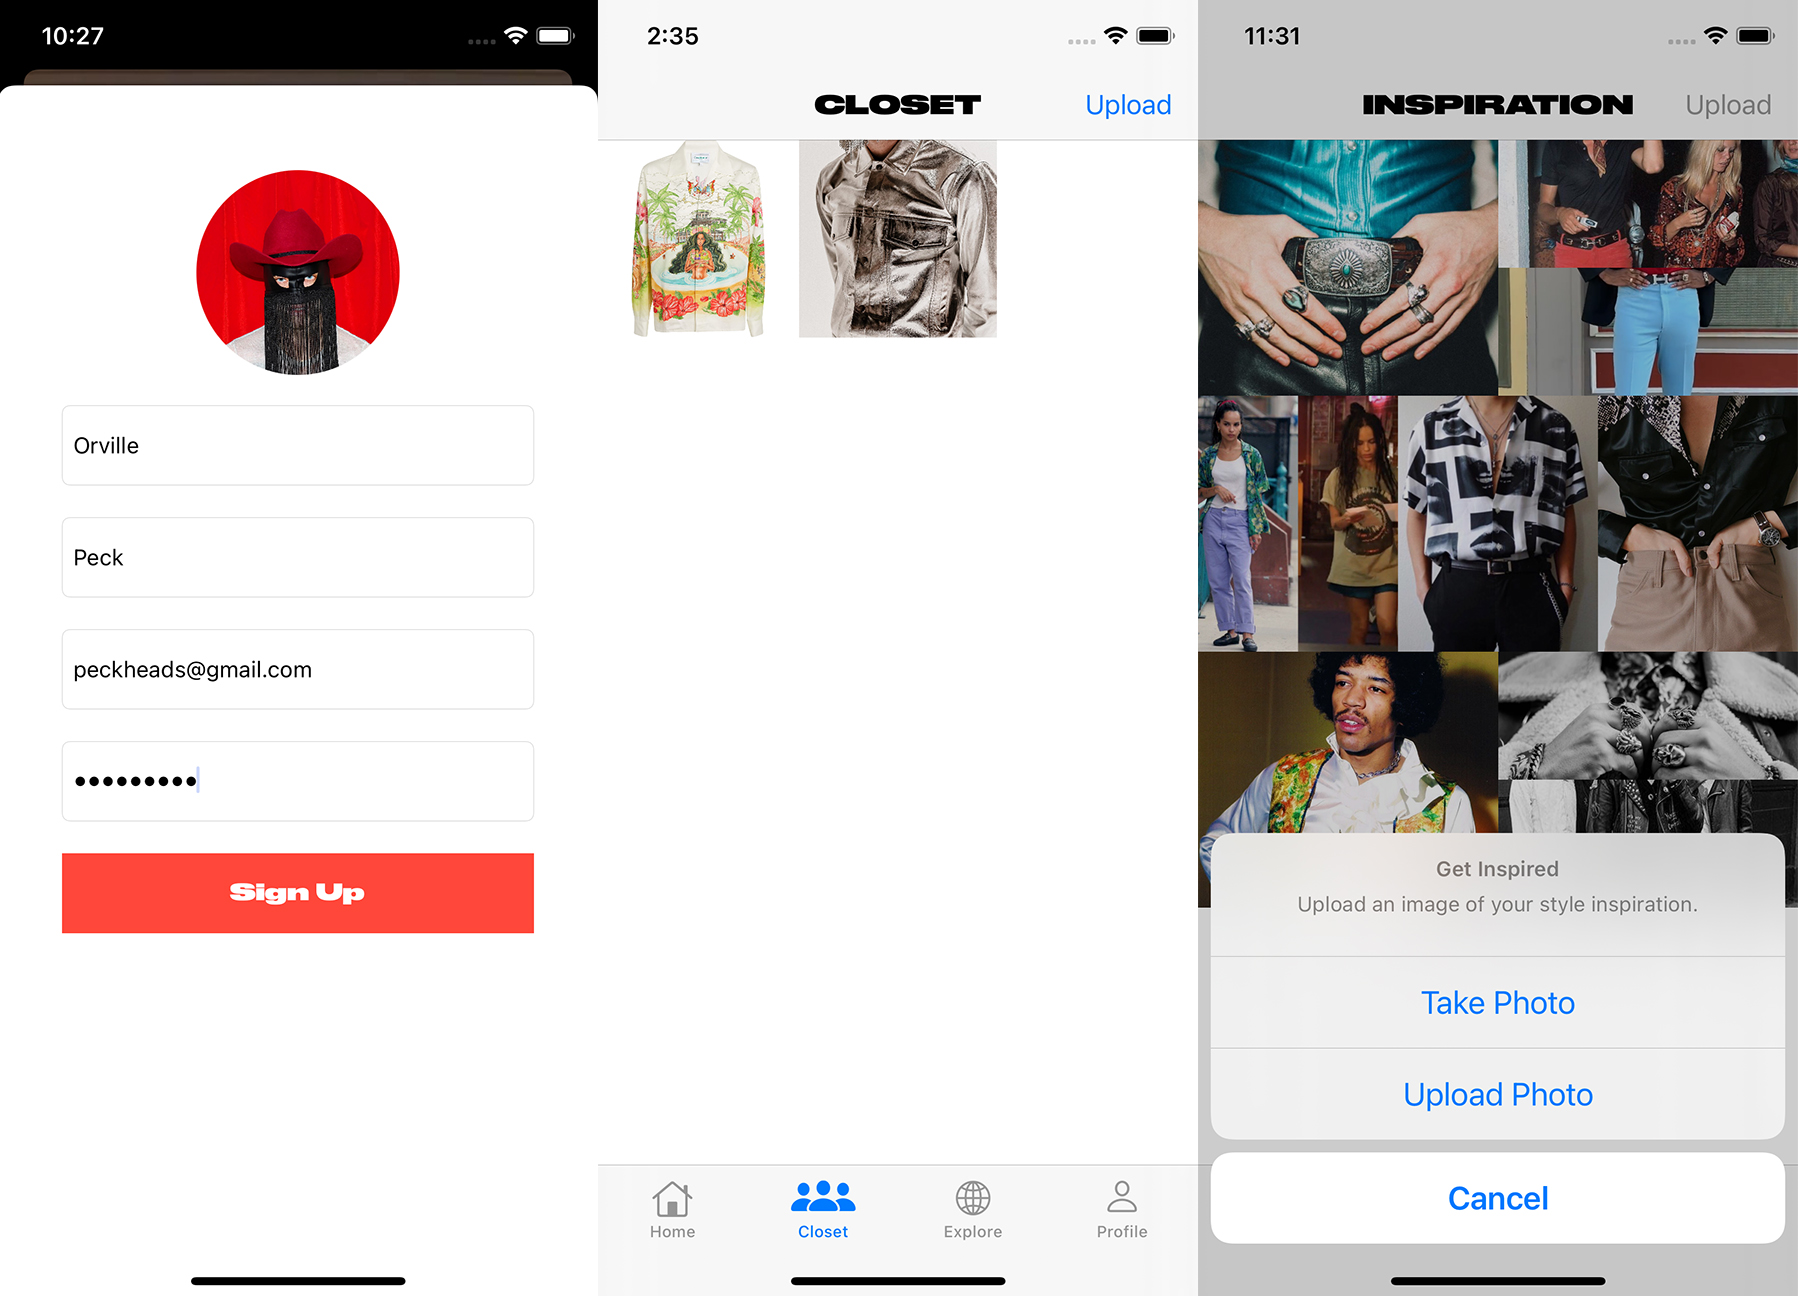 10:27
Orville
Peck
peckheads@gmail.com
•••••••••
Sign Up
2:35
CLOSET
Upload
Home
Closet
Explore
Profile
11:31
INSPIRATION
Upload
Get Inspired
Upload an image of your style inspiration.
Take Photo
Upload Photo
Cancel